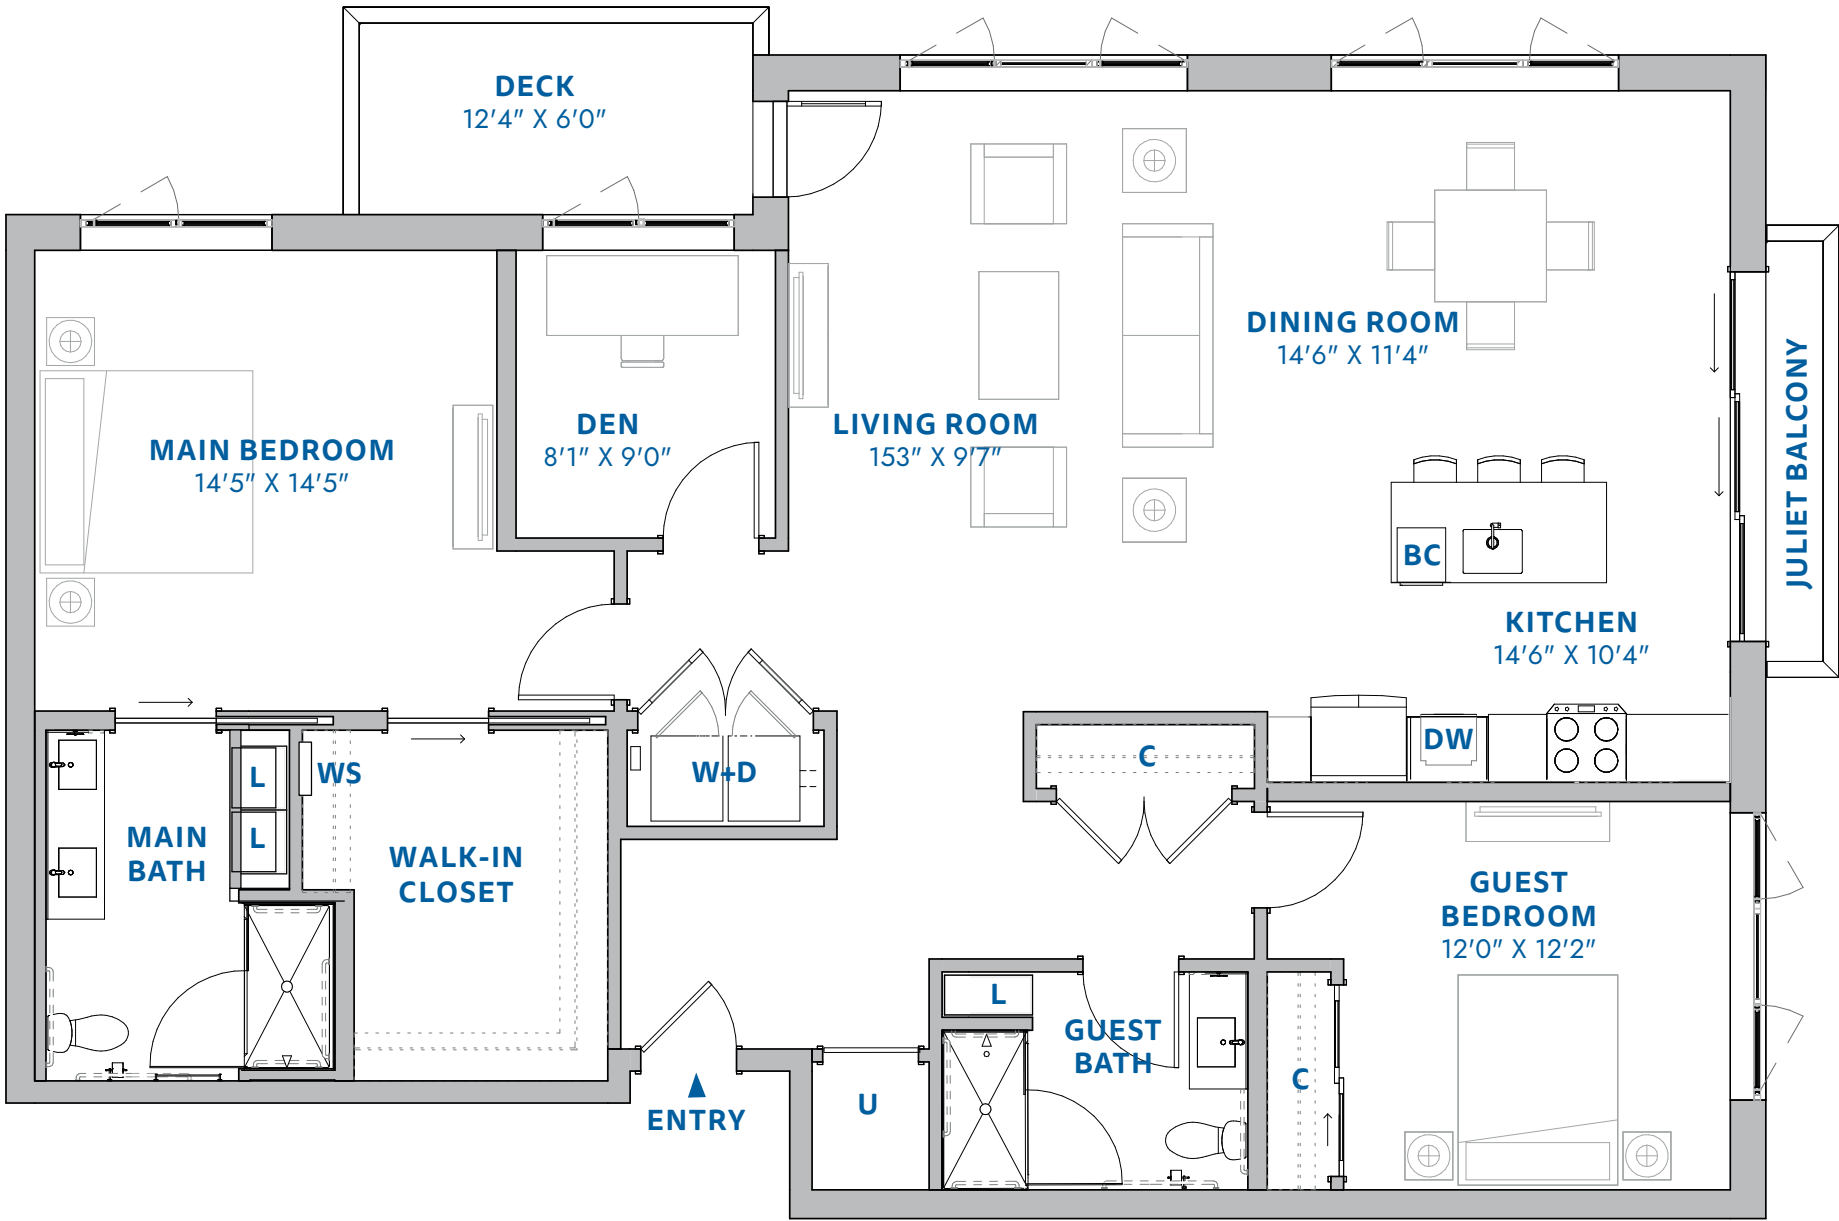 DECK
12'4" X 6'0"
DINING ROOM
14'6" X 11'4"
JULIET BALCONY
MAIN BEDROOM
14'5" X 14'5"
DEN
8'1" X 9'0"
LIVING ROOM
153" X 9'7"
BC
KITCHEN
14'6" X 10'4"
L
WS
W+D
C
DW
L
MAIN
BATH
WALK-IN
CLOSET
GUEST
BEDROOM
12'0" X 12'2"
L
GUEST
BATH
C
U
ENTRY